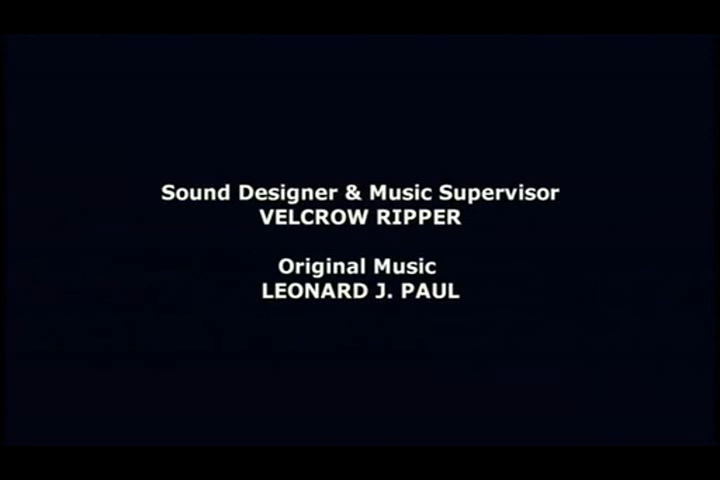 Sound Designer & Music Supervisor
VELCROW RIPPER
Original Music
LEONARD J. PAUL